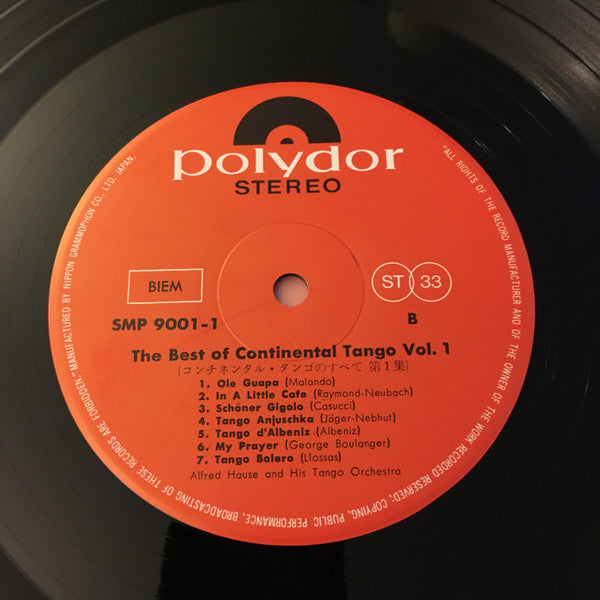 polydor
STEREO
BIEM
ST 33
SMP 9001-1
B
The Best of Continental Tango Vol. 1
(コンチネンタル・タンゴのすべて 第1集)
1. Ole Guapa (Malando)
2. In A Little Cafe (Raymond-Neubach)
3. Schöner Gigolo (Casucci)
4. Tango Anjuschka (Jäger-Nebhut)
5. Tango d'Albeniz (Albeniz)
6. My Prayer (George Boulanger)
7. Tango Bolero (Llossas)
Alfred Hause and His Tango Orchestra
"ALL RIGHTS OF THE RECORD MANUFACTURER AND OF THE OWNER OF THE WORK RECORDED RESERVED; COPYING, PUBLIC PERFORMANCE, BROADCASTING OF THESE RECORDS ARE FORBIDDEN." MANUFACTURED BY NIPPON GRAMMOPHON CO., LTD, JAPAN.